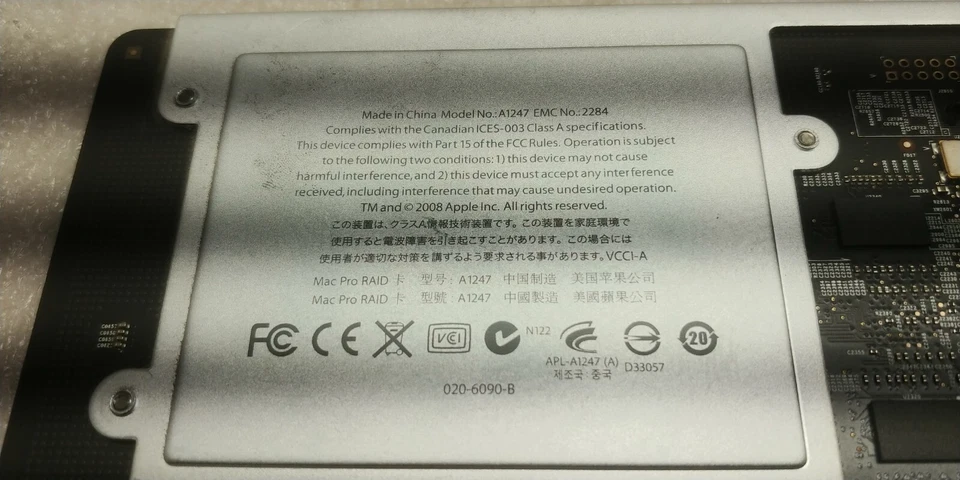 Made in China Model No.: A1247 EMC No.: 2284
Complies with the Canadian ICES-003 Class A specifications.
This device complies with Part 15 of the FCC Rules. Operation is subject
to the following two conditions: 1) this device may not cause
harmful interference, and 2) this device must accept any interference
received, including interference that may cause undesired operation.
TM and © 2008 Apple Inc. All rights reserved.
この装置は、クラスA情報技術装置です。この装置を家庭環境で
使用すると電波障害を引き起こすことがあります。この場合には
使用者が適切な対策を講ずるよう要求される事があります。VCCI-A
Mac Pro RAID 卡 型号: A1247 中国制造 美国苹果公司
Mac Pro RAID 卡 型號: A1247 中國製造 美國蘋果公司
FC CE VCI N122 20
APL-A1247 (A) D33057
제조국 중국
020-6090-B